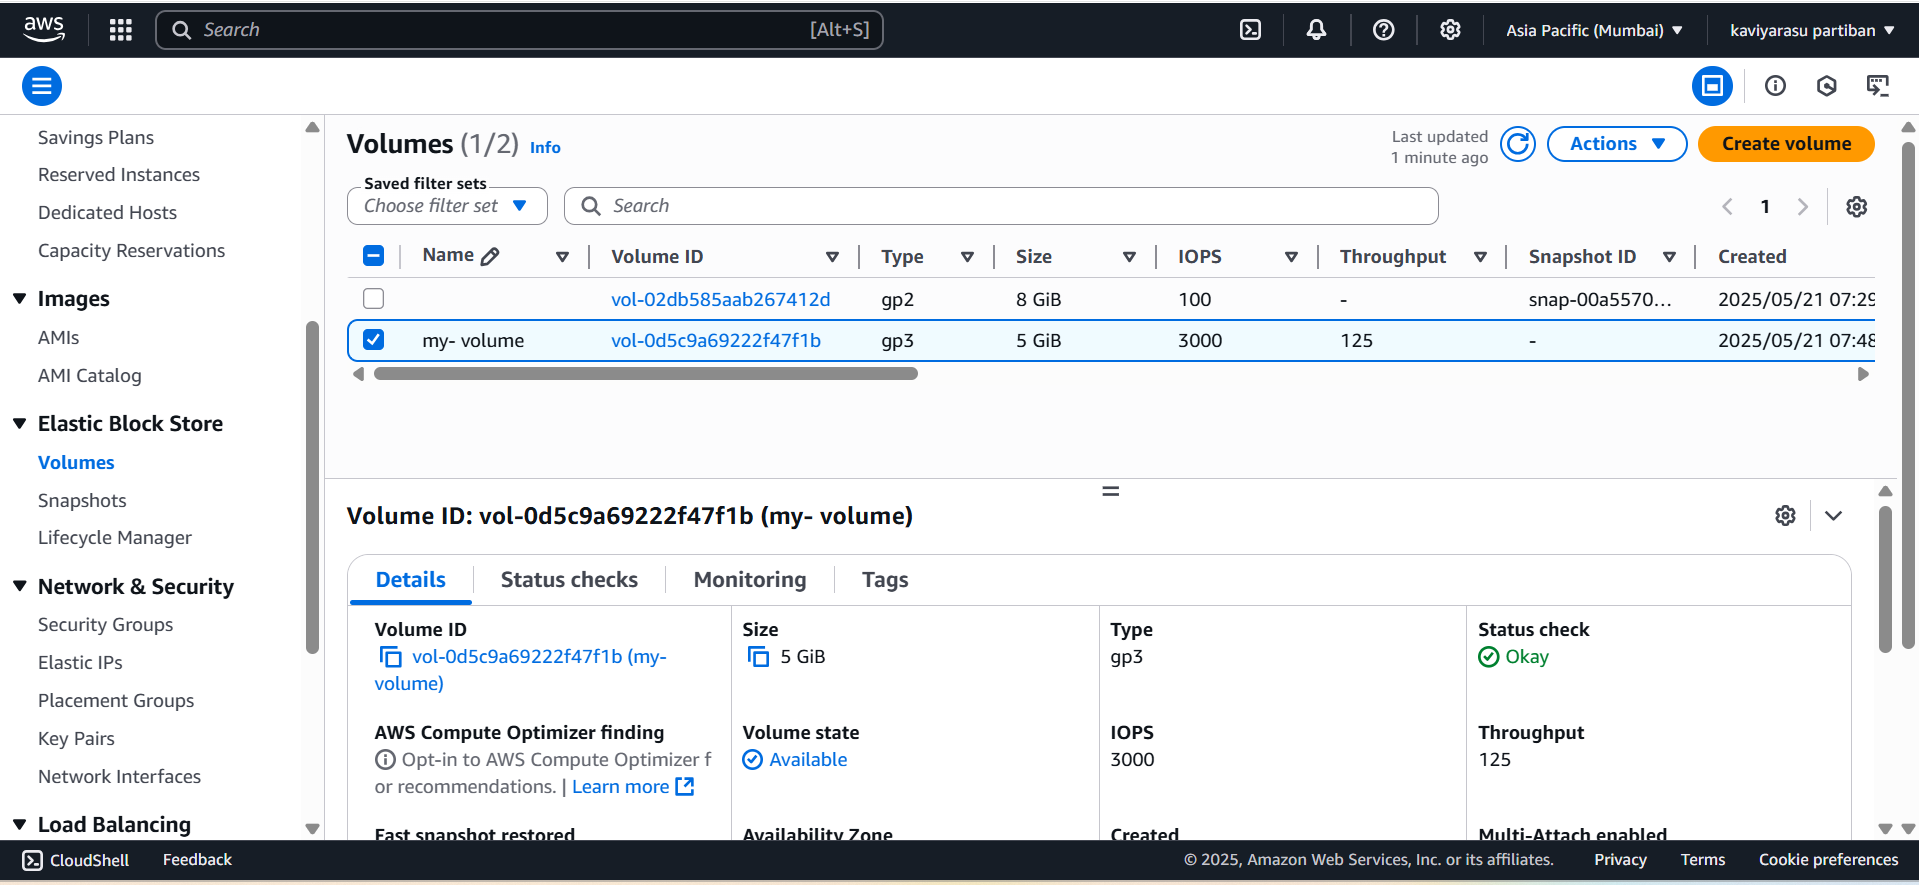 aws
Search [Alt+S]
Asia Pacific (Mumbai)
kaviyarasu partiban
Savings Plans
Reserved Instances
Dedicated Hosts
Capacity Reservations
Images
AMIs
AMI Catalog
Elastic Block Store
Volumes
Snapshots
Lifecycle Manager
Network & Security
Security Groups
Elastic IPs
Placement Groups
Key Pairs
Network Interfaces
Load Balancing
Volumes (1/2) Info
Last updated
1 minute ago
Actions
Create volume
Saved filter sets
Choose filter set
Search
1
Name Volume ID Type Size IOPS Throughput Snapshot ID Created
vol-02db585aab267412d gp2 8 GiB 100 - snap-00a5570... 2025/05/21 07:29
my- volume vol-0d5c9a69222f47f1b gp3 5 GiB 3000 125 - 2025/05/21 07:48
Volume ID: vol-0d5c9a69222f47f1b (my- volume)
Details Status checks Monitoring Tags
Volume ID
vol-0d5c9a69222f47f1b (my-
volume)
Size
5 GiB
Type
gp3
Status check
Okay
AWS Compute Optimizer finding
Opt-in to AWS Compute Optimizer f
or recommendations. | Learn more
Volume state
Available
IOPS
3000
Throughput
125
Fast snapshot restored
Availability Zone
Created
Multi-Attach enabled
CloudShell Feedback
© 2025, Amazon Web Services, Inc. or its affiliates. Privacy Terms Cookie preferences